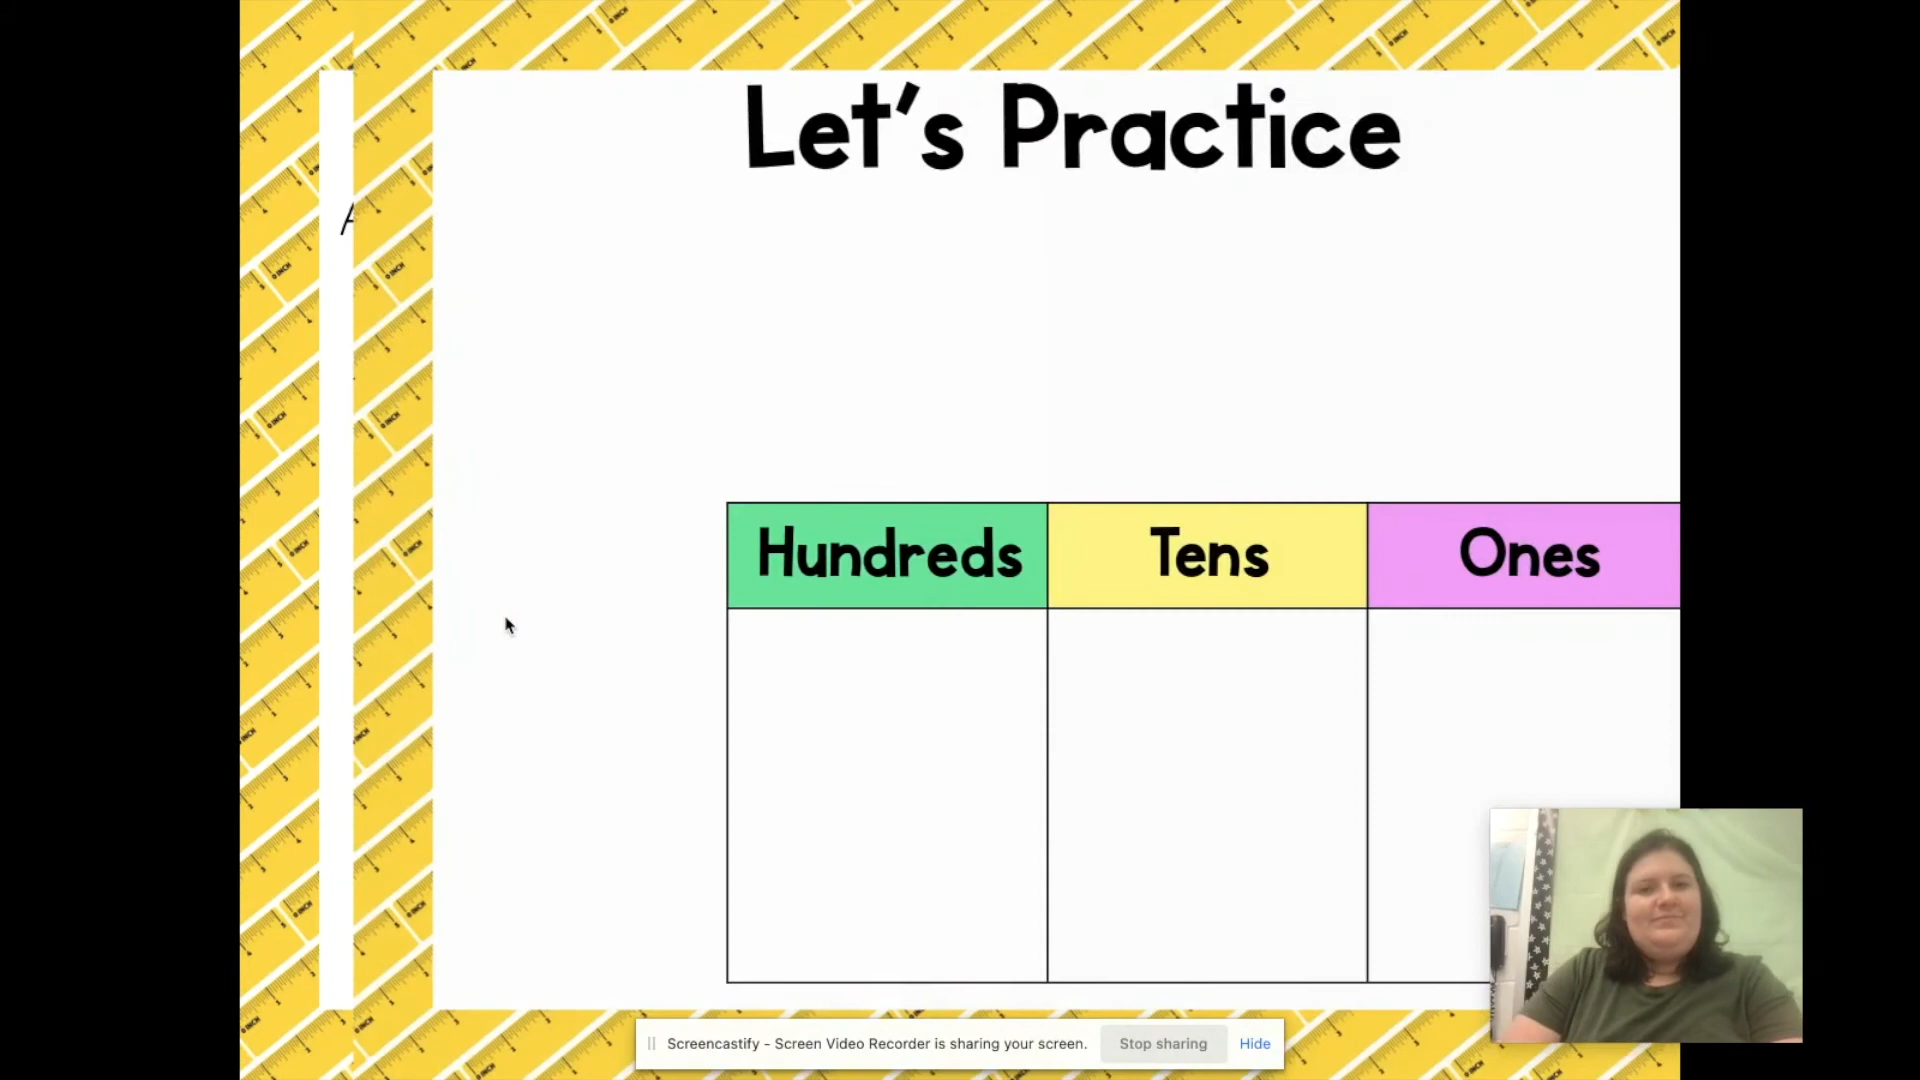 Let's Practice
A
Hundreds Tens Ones
Screencastify - Screen Video Recorder is sharing your screen. Stop sharing Hide